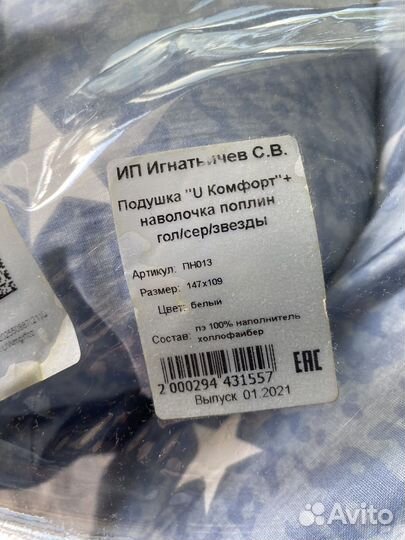 ИП Игнатьичев С.В.
Подушка "U Комфорт"+
наволочка поплин
гол/сер/звезды
Артикул: ПН013
Размер: 147х109
Цвет: белый
Состав: пэ 100% наполнитель
холлофайбер
EAC
2 000294 431557
Выпуск 01.2021
Avito